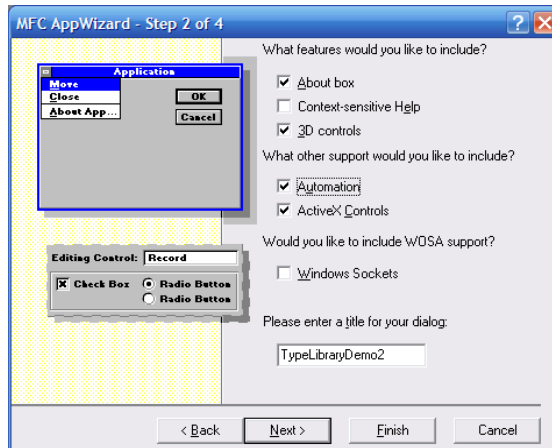 MFC AppWizard - Step 2 of 4
Application
Move
Close
About App...
OK
Cancel
Editing Control: Record
Check Box
Radio Button
Radio Button
What features would you like to include?
About box
Context-sensitive Help
3D controls
What other support would you like to include?
Automation
ActiveX Controls
Would you like to include WOSA support?
Windows Sockets
Please enter a title for your dialog:
TypeLibraryDemo2
< Back Next > Finish Cancel